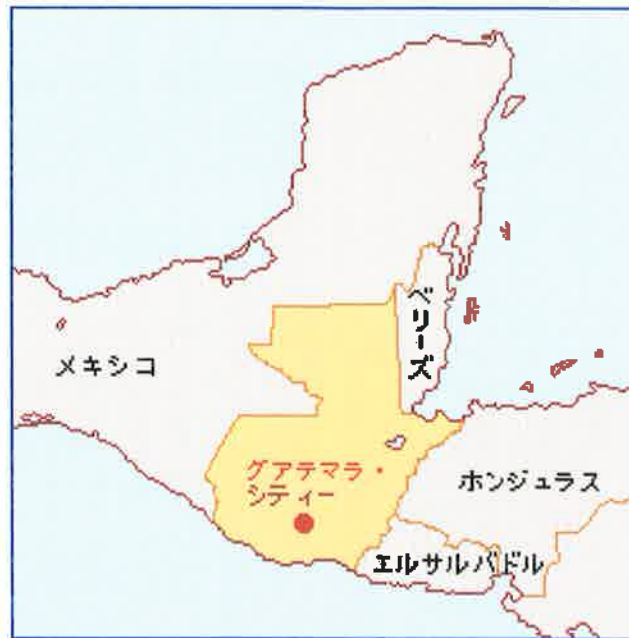 ベリーズ
メキシコ
グアテマラ・
シティー
ホンジュラス
エルサルバドル